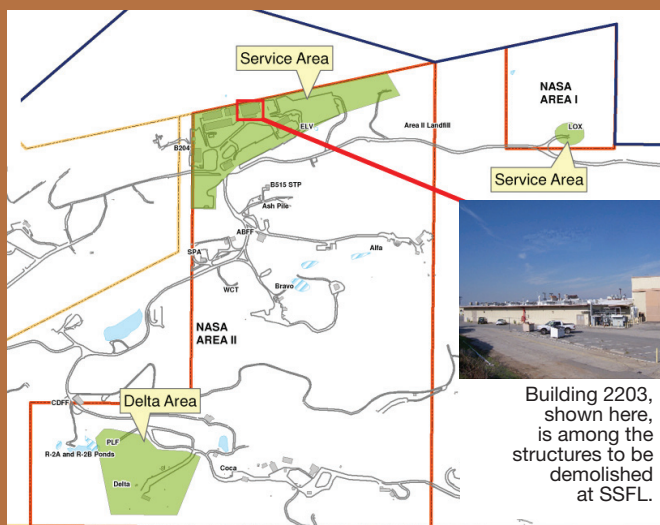 Service Area
NASA
AREA I
ELV
Area II Landfill
LOX
B204
Service Area
B515 STP
Ash Pile
ABFF
SPA
Alfa
WCT
Bravo
NASA
AREA II
CDFF
Delta Area
PLF
R-2A and R-2B Ponds
Coca
Delta
Building 2203,
shown here,
is among the
structures to be
demolished
at SSFL.